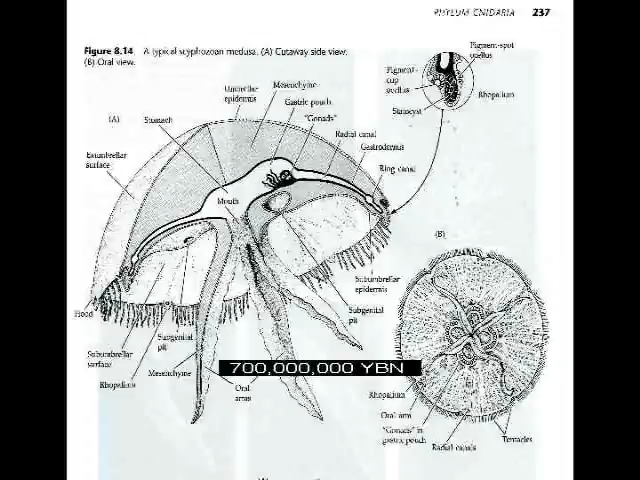 PHYLUM CNIDARIA 237
Figure 8.14 A typical scyphozoan medusa. (A) Cutaway side view.
(B) Oral view.
Pigment-spot
ocellus
Pigment-
cup
ocellus
Rhopalium
Statocyst
Umbrellar
epidermis
Mesenchyme
Gastric pouch
(A)
Stomach
"Gonads"
Radial canal
Gastrodermis
Exumbrellar
surface
Ring canal
Mouth
(B)
Subumbrellar
epidermis
Hood
Subgenital
pit
Subgenital
pit
Subumbrellar
surface
Mesenchyme
700,000,000 YBN
Rhopalium
Oral
arms
Rhopalium
Oral arm
"Gonads" in
gastric pouch
Radial canals
Tentacles